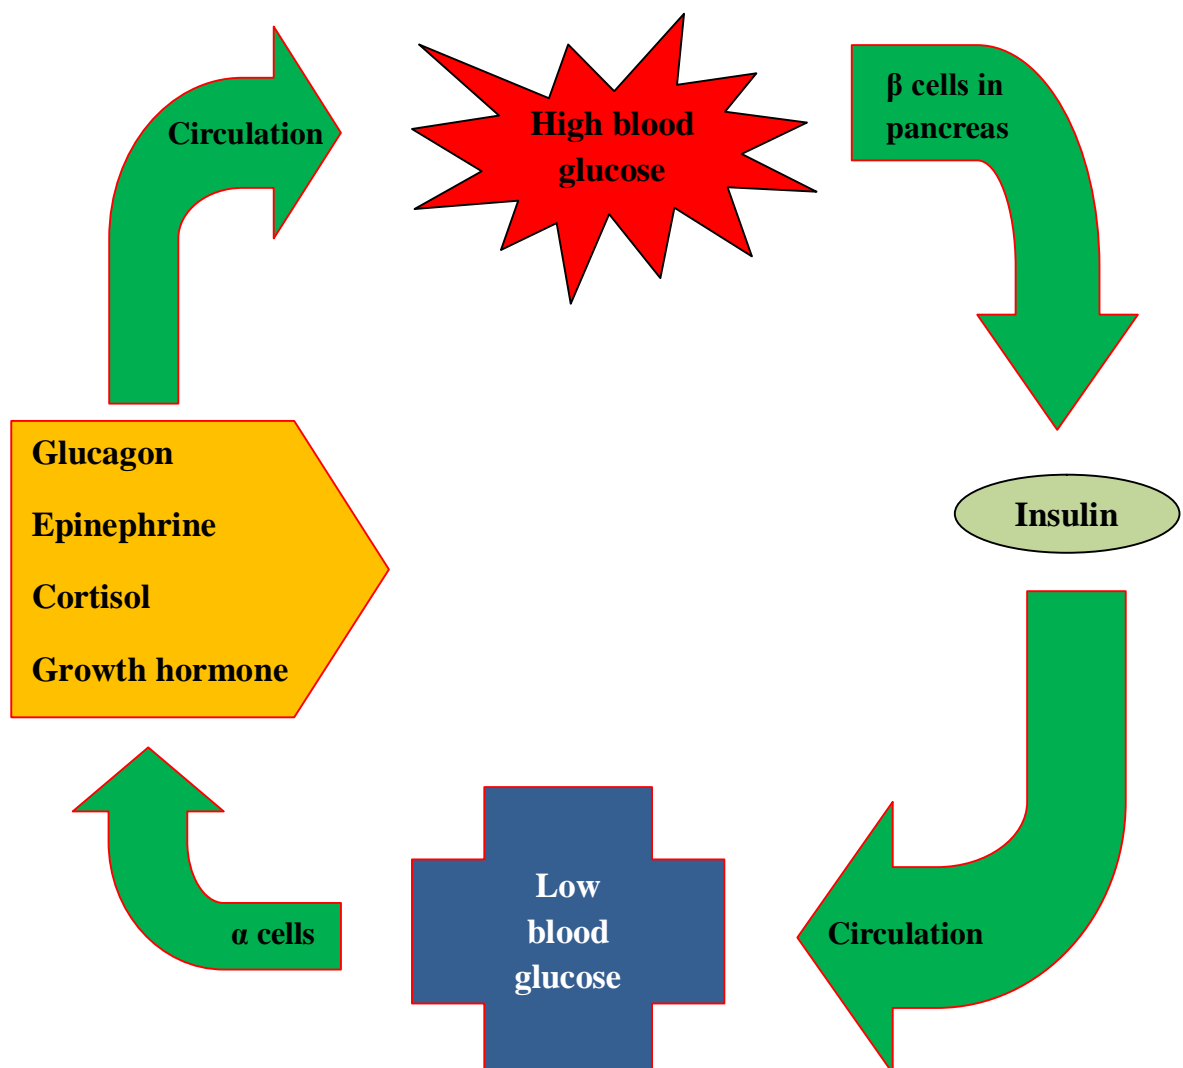 Circulation
High blood
glucose
β cells in
pancreas
Glucagon
Epinephrine
Cortisol
Growth hormone
Insulin
Low
blood
glucose
α cells
Circulation